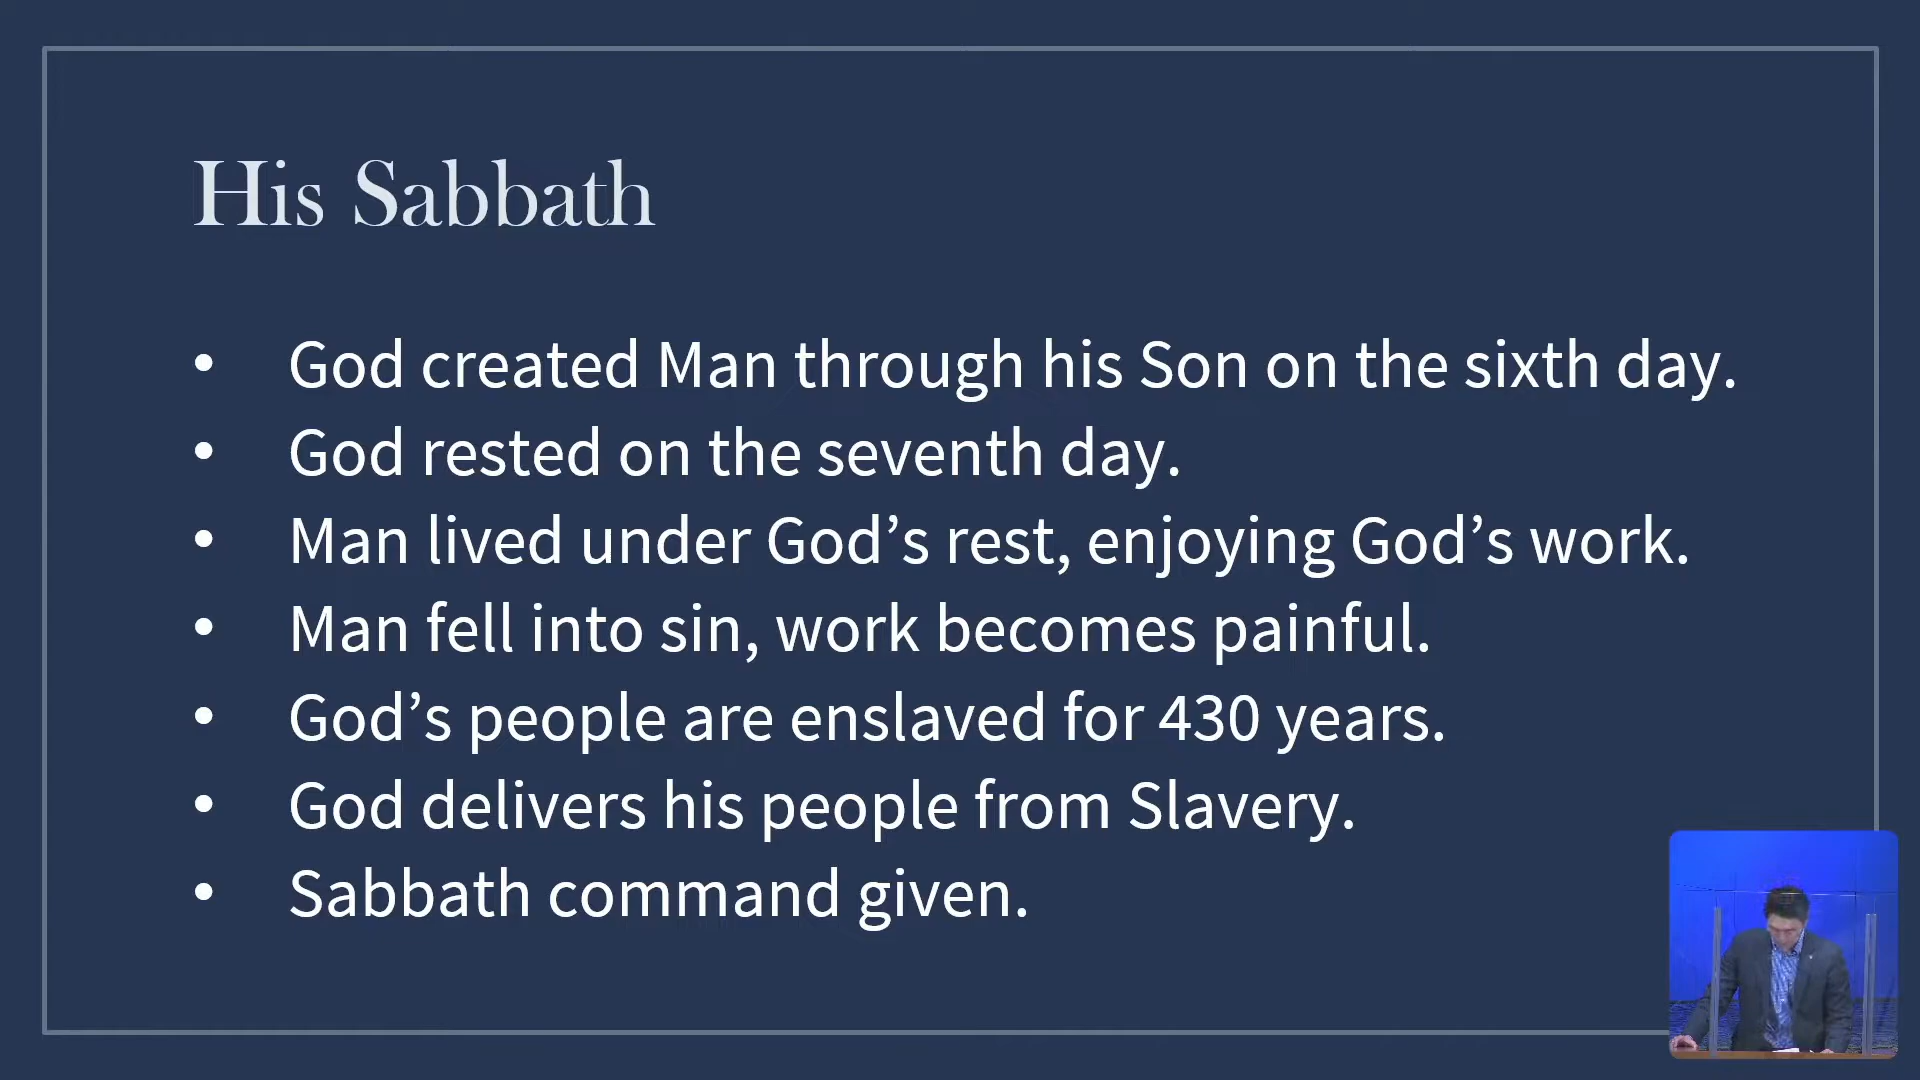 His Sabbath
• God created Man through his Son on the sixth day.
• God rested on the seventh day.
• Man lived under God’s rest, enjoying God’s work.
• Man fell into sin, work becomes painful.
• God’s people are enslaved for 430 years.
• God delivers his people from Slavery.
• Sabbath command given.